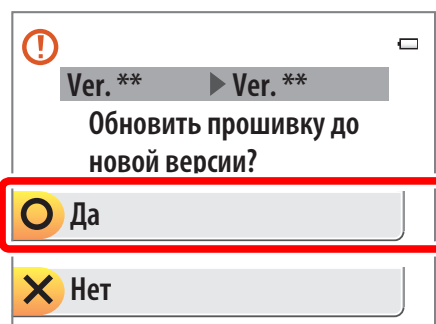 Ver. ** ▶ Ver. **
Обновить прошивку до
новой версии?
Да
Нет